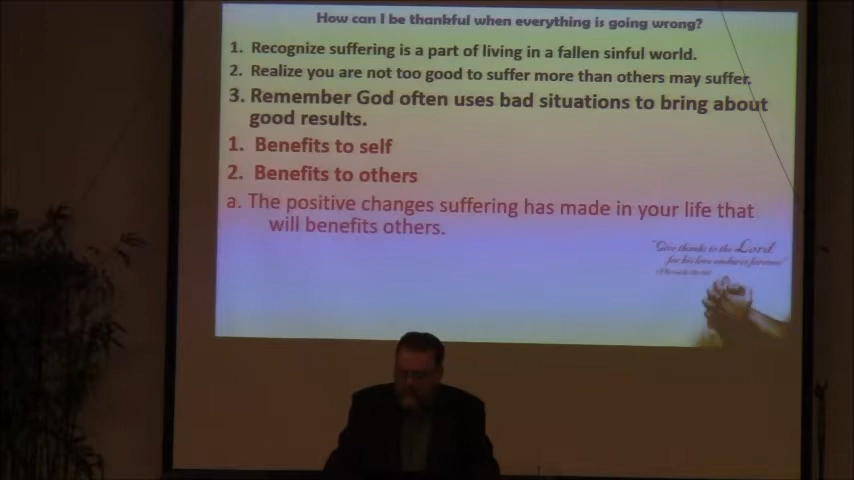 How can I be thankful when everything is going wrong?
1. Recognize suffering is a part of living in a fallen sinful world.
2. Realize you are not too good to suffer more than others may suffer.
3. Remember God often uses bad situations to bring about
good results.
1. Benefits to self
2. Benefits to others
a. The positive changes suffering has made in your life that
will benefits others.
"Give thanks to the Lord
for his love endures forever"